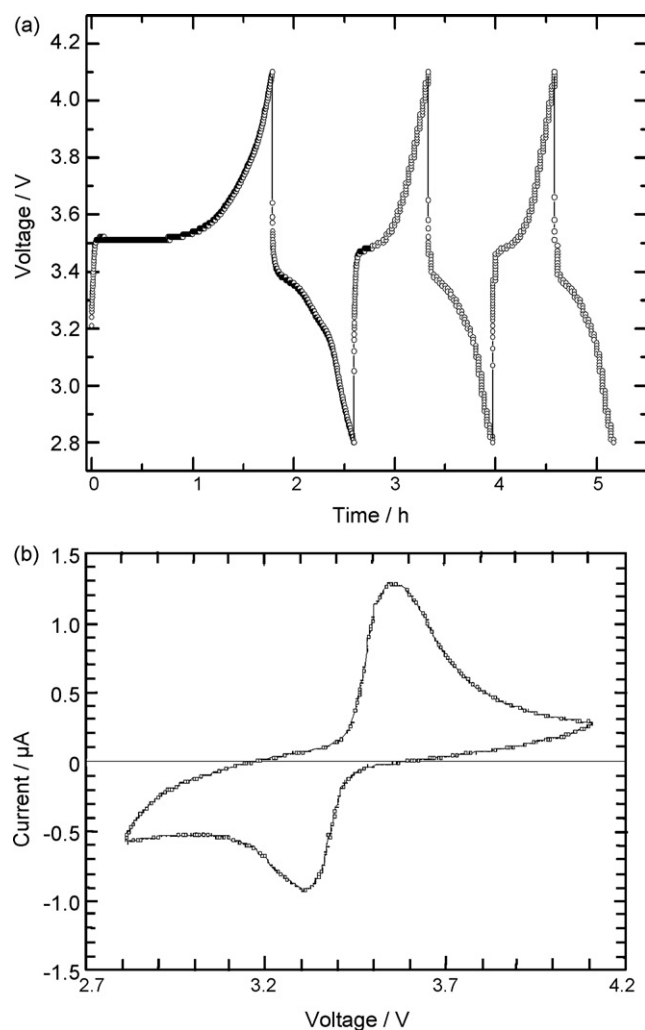 (a)
4.2
4.0
3.8
3.6
3.4
3.2
3.0
2.8
Voltage / V
0 1 2 3 4 5
Time / h
(b)
1.5
1.0
0.5
0
-0.5
-1.0
-1.5
Current / μA
2.7 3.2 3.7 4.2
Voltage / V